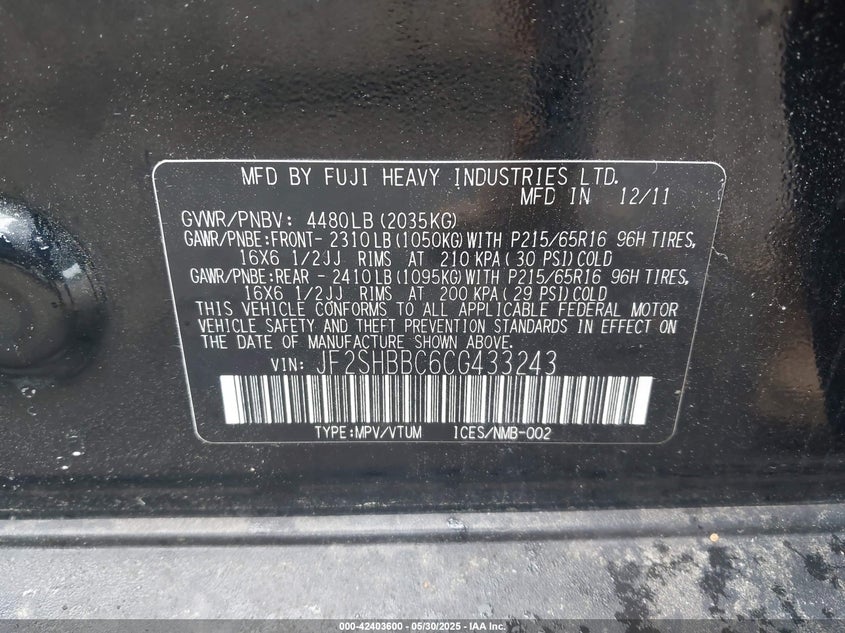 MFD BY FUJI HEAVY INDUSTRIES LTD.
MFD IN 12/11
GVWR/PNBV: 4480LB(2035KG)
GAWR/PNBE:FRONT- 2310LB(1050KG)WITH P215/65R16 96H TIRES,
16X6 1/2JJ RIMS AT 210 KPA( 30 PSI)COLD
GAWR/PNBE:REAR - 2410LB(1095KG)WITH P215/65R16 96H TIRES,
16X6 1/2JJ RIMS AT 200 KPA(29 PSI)COLD
THIS VEHICLE CONFORMS TO ALL APPLICABLE FEDERAL MOTOR
VEHICLE SAFETY AND THEFT PREVENTION STANDARDS IN EFFECT ON
THE DATE OF MANUFACTURE SHOWN ABOVE.
VIN: JF2SHBBC6CG433243
TYPE:MPV/VTUM ICES/NMB-002
000-42403600 - 05/30/2025 - IAA Inc.